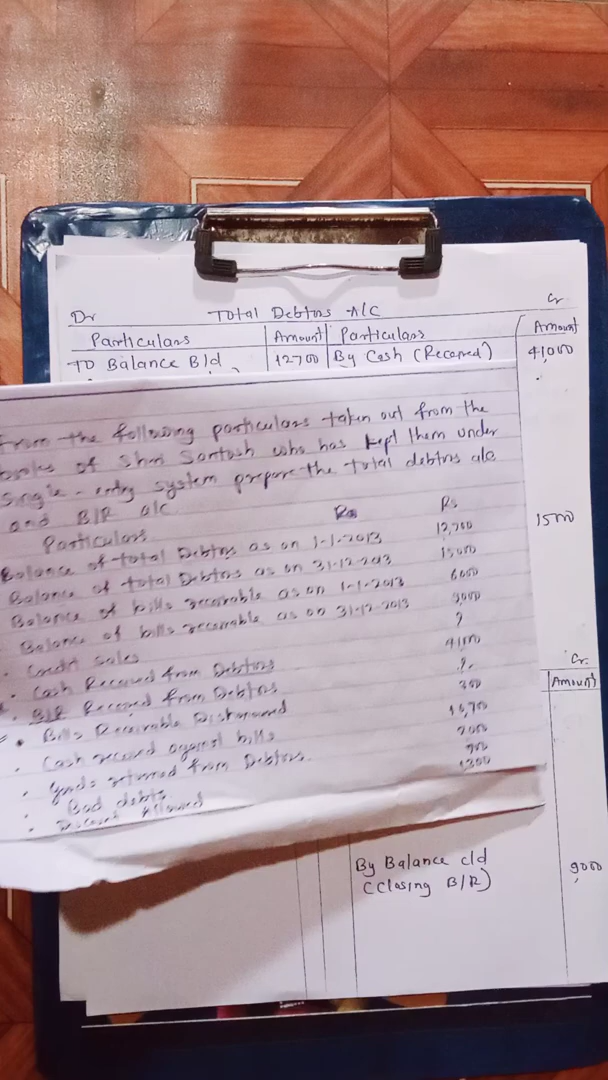 Dr Total Debtors A/C Cr
Particulars Amount Particulars Amount
TO Balance B/d 12700 By Cash (Received) 41000
From the following particulars taken out from the
books of Shri Santosh who has kept them under
Single-entry system prepare the total debtors a/c
and B/R a/c.
Particulars Rs Rs
Balance of total Debtors as on 1-1-2013 12,700
Balance of total Debtors as on 31-12-2013 15000
Balance of bills receivable as on 1-1-2013 6000
Balance of bills receivable as on 31-12-2013 9000
Credit sales ?
Cash Received from Debtors 41000
B/R Received from Debtors ?
Bills Receivable Dishonoured 300
Cash received against bills
goods returned from Debtors.
Bad debts 900
Discount Allowed 1300
15000
Cr.
Amount
By Balance c/d 9000
(closing B/R)